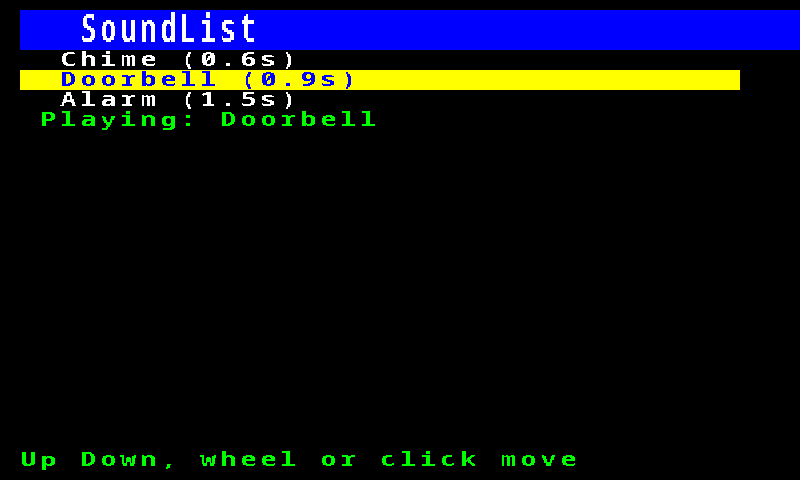 SoundList
Chime (0.6s)
Doorbell (0.9s)
Alarm (1.5s)
Playing: Doorbell
Up Down, wheel or click move